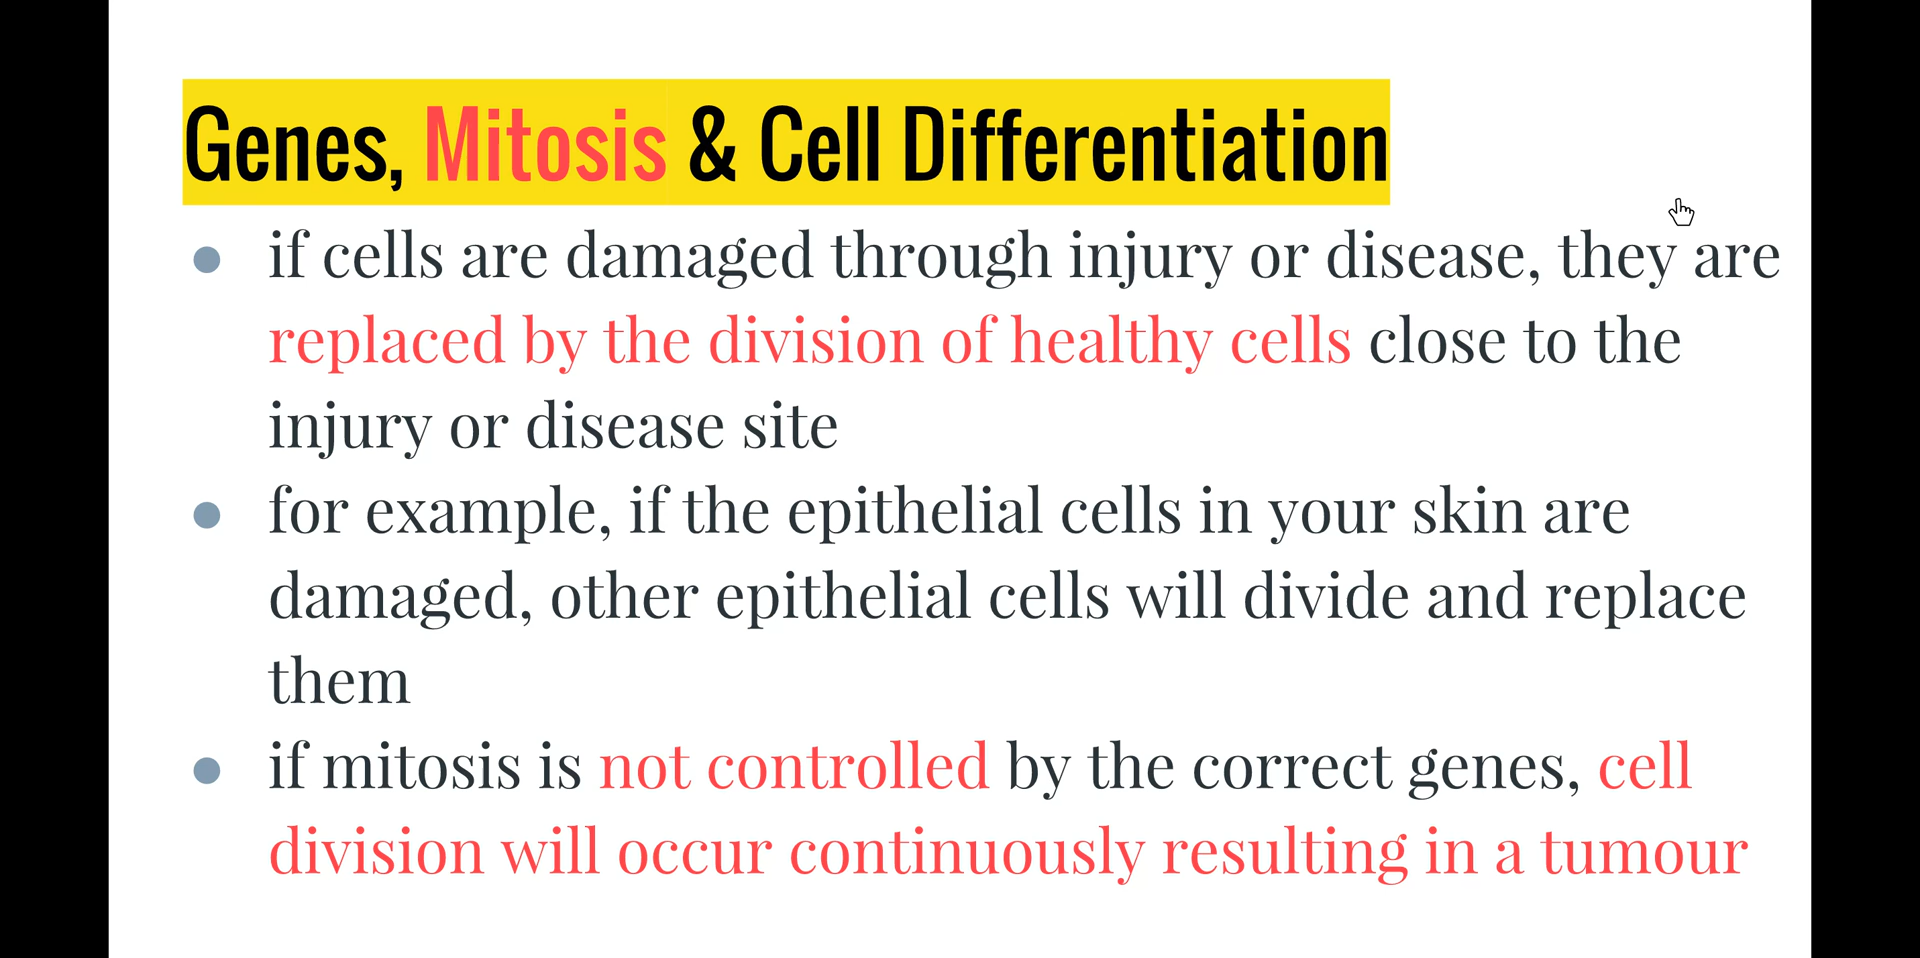 Genes, Mitosis & Cell Differentiation
● if cells are damaged through injury or disease, they are
replaced by the division of healthy cells close to the
injury or disease site
● for example, if the epithelial cells in your skin are
damaged, other epithelial cells will divide and replace
them
● if mitosis is not controlled by the correct genes, cell
division will occur continuously resulting in a tumour